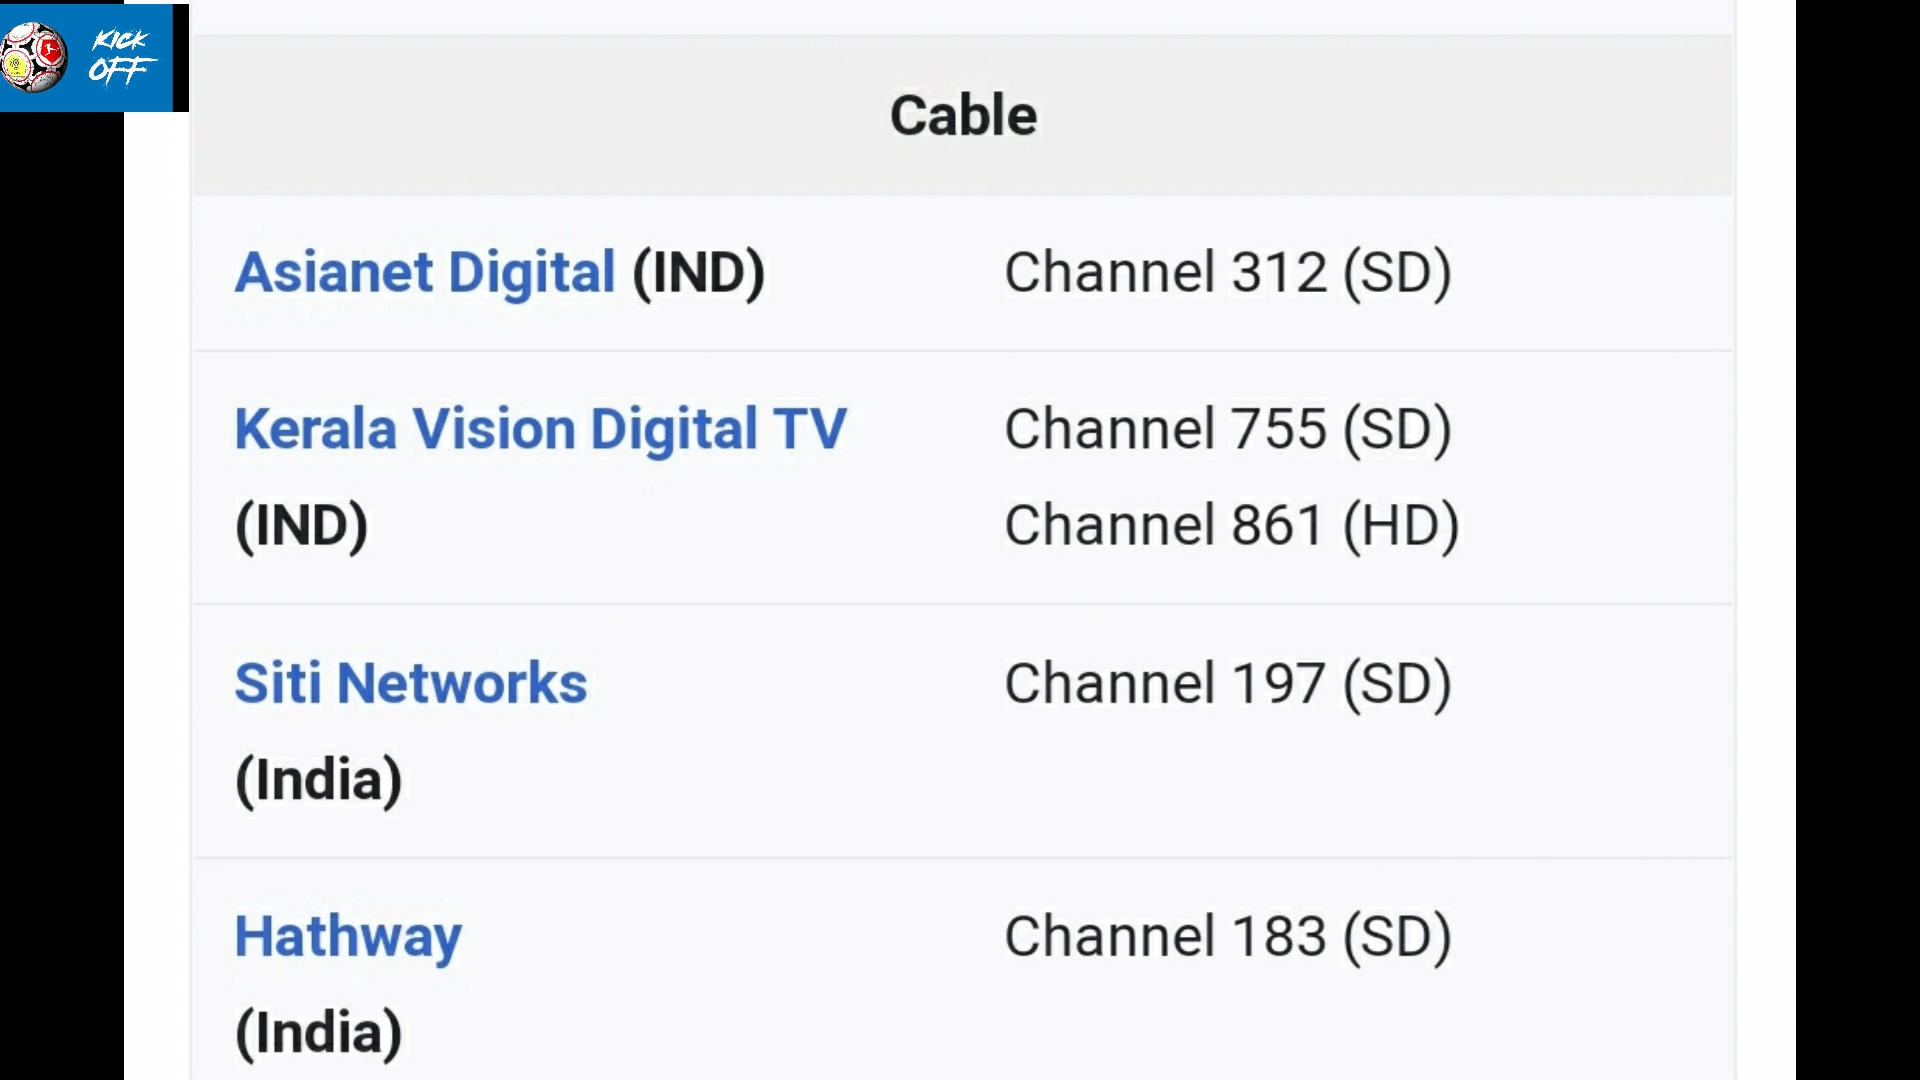 KICK
OFF
Cable
Asianet Digital (IND) Channel 312 (SD)
Kerala Vision Digital TV Channel 755 (SD)
(IND) Channel 861 (HD)
Siti Networks Channel 197 (SD)
(India)
Hathway Channel 183 (SD)
(India)